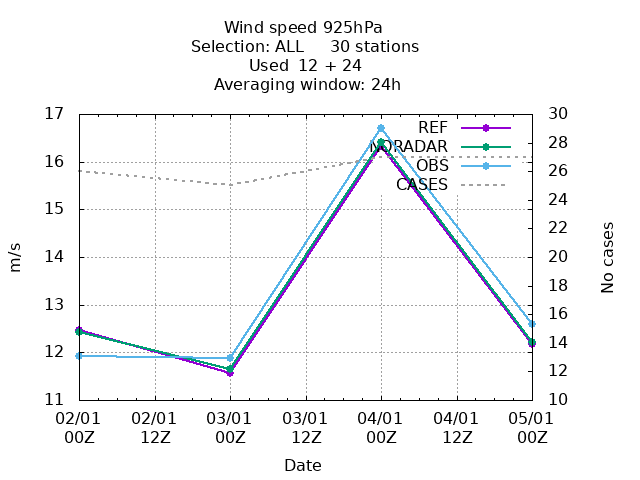 Wind speed 925hPa
Selection: ALL     30 stations
Used  12 + 24
Averaging window: 24h
17
16
15
14
13
12
11
m/s
30
28
26
24
22
20
18
16
14
12
10
No cases
REF
NORADAR
OBS
CASES
02/01 02/01 03/01 03/01 04/01 04/01 05/01
00Z 12Z 00Z 12Z 00Z 12Z 00Z
Date